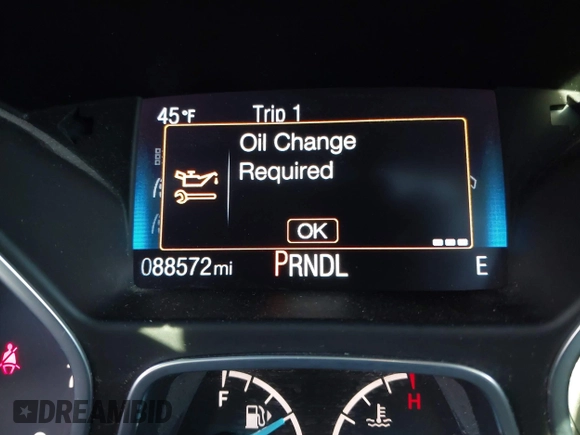 45°F Trip 1
Oil Change
Required
OK
088572mi PRNDL E
F H
DREAMBID